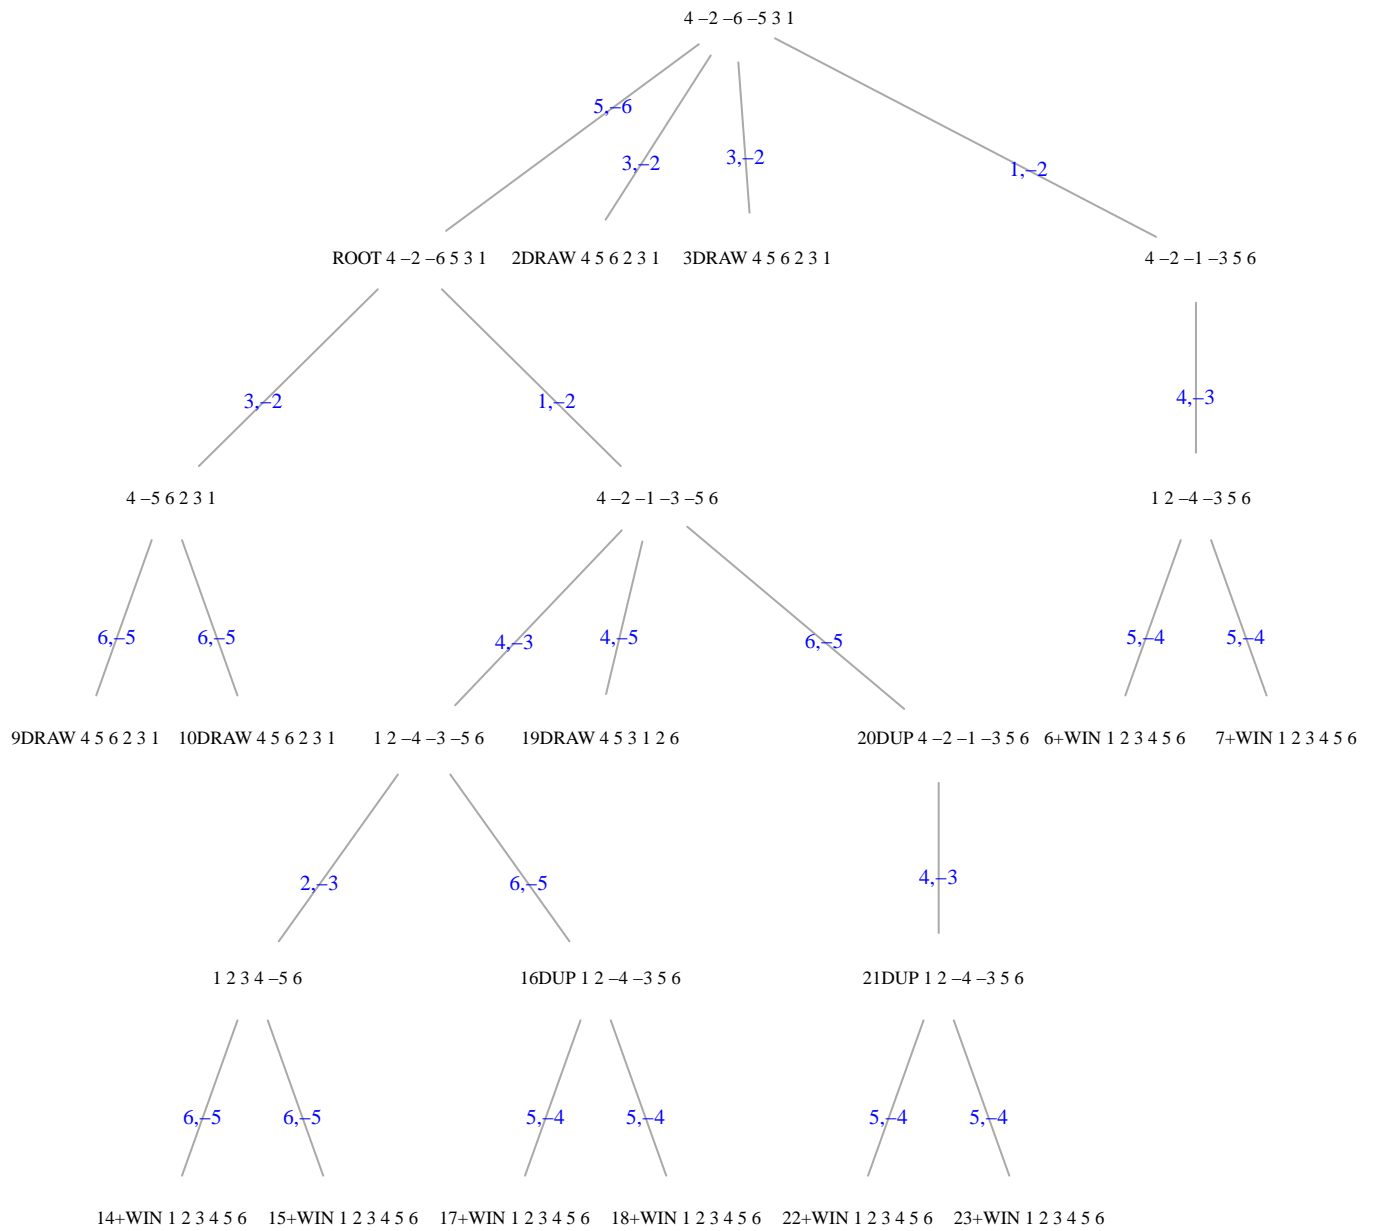 4 –2 –6 –5 3 1
5,–6
3,–2
3,–2
1,–2
ROOT 4 –2 –6 5 3 1
2DRAW 4 5 6 2 3 1
3DRAW 4 5 6 2 3 1
4 –2 –1 –3 5 6
3,–2
1,–2
4,–3
4 –5 6 2 3 1
4 –2 –1 –3 –5 6
1 2 –4 –3 5 6
6,–5
6,–5
4,–3
4,–5
6,–5
5,–4
5,–4
9DRAW 4 5 6 2 3 1
10DRAW 4 5 6 2 3 1
1 2 –4 –3 –5 6
19DRAW 4 5 3 1 2 6
20DUP 4 –2 –1 –3 5 6
6+WIN 1 2 3 4 5 6
7+WIN 1 2 3 4 5 6
2,–3
6,–5
4,–3
1 2 3 4 –5 6
16DUP 1 2 –4 –3 5 6
21DUP 1 2 –4 –3 5 6
6,–5
6,–5
5,–4
5,–4
5,–4
5,–4
14+WIN 1 2 3 4 5 6
15+WIN 1 2 3 4 5 6
17+WIN 1 2 3 4 5 6
18+WIN 1 2 3 4 5 6
22+WIN 1 2 3 4 5 6
23+WIN 1 2 3 4 5 6